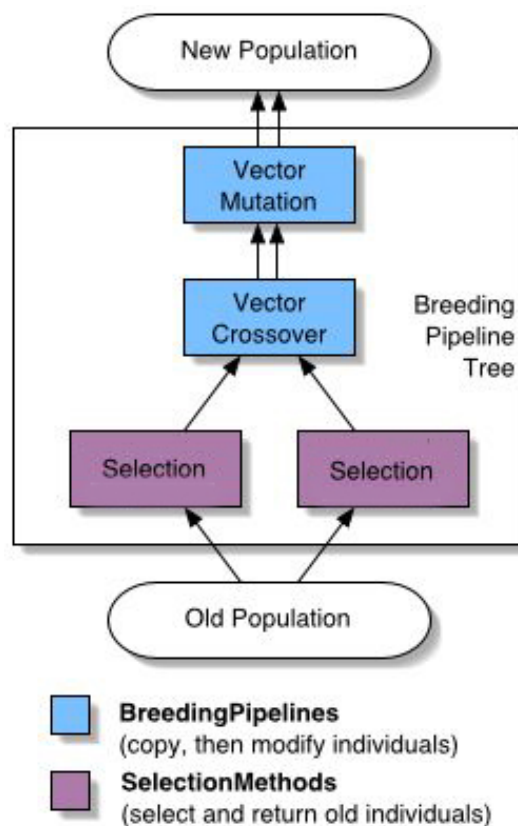 New Population
Vector
Mutation
Vector
Crossover
Breeding
Pipeline
Tree
Selection
Selection
Old Population
BreedingPipelines
(copy, then modify individuals)
SelectionMethods
(select and return old individuals)